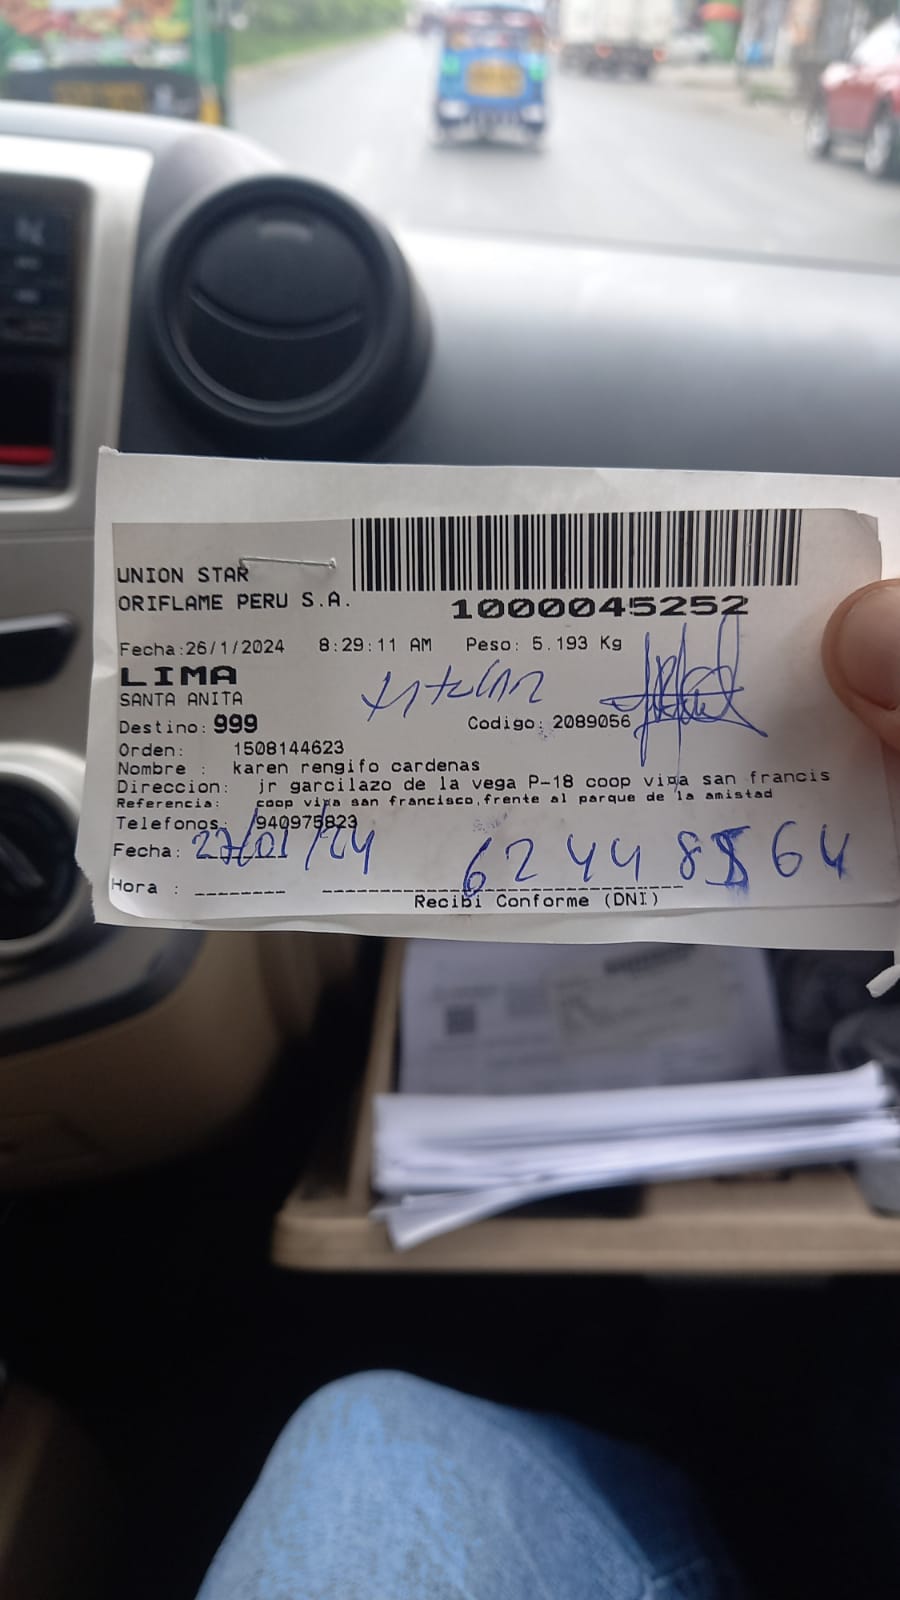 UNION STAR
ORIFLAME PERU S.A.
1000045252
Fecha:26/1/2024 8:29:11 AM Peso: 5.193 Kg
LIMA
SANTA ANITA
titular
Destino: 999 Codigo: 2089056
Orden: 1508144623
Nombre : karen rengifo cardenas
Direccion: jr garcilazo de la vega P-18 coop viña san francis
Referencia: coop viña san francisco,frente al parque de la amistad
Telefonos: 940975823
Fecha: 27/01/24
Hora : --------
Recibi Conforme (DNI)